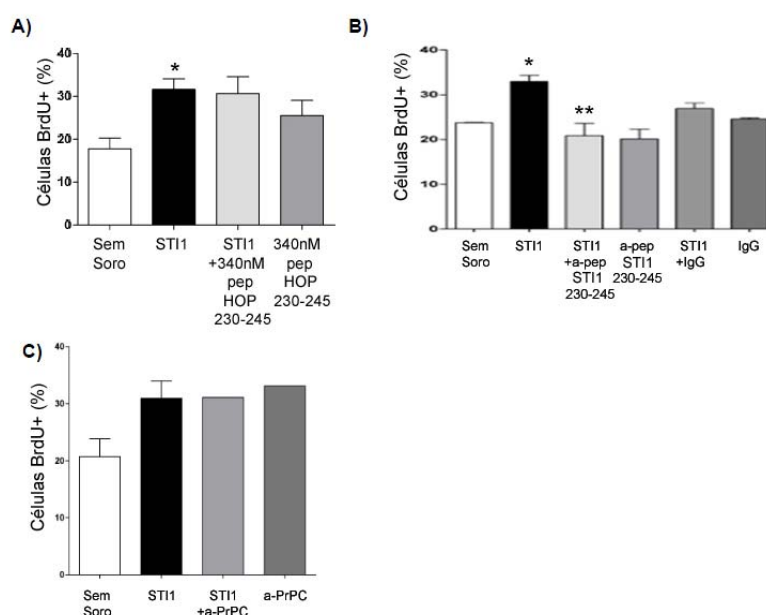 A)
Células BrdU+ (%)
40
30
20
10
0
*
Sem
Soro
STI1
STI1
+340nM
pep
HOP
230-245
340nM
pep
HOP
230-245
B)
Células BrdU+ (%)
40
30
20
10
0
*
**
Sem
Soro
STI1
STI1
+a-pep
STI1
230-245
a-pep
STI1
230-245
STI1
+IgG
IgG
C)
Células BrdU+ (%)
40
30
20
10
0
Sem
Soro
STI1
STI1
+a-PrPC
a-PrPC